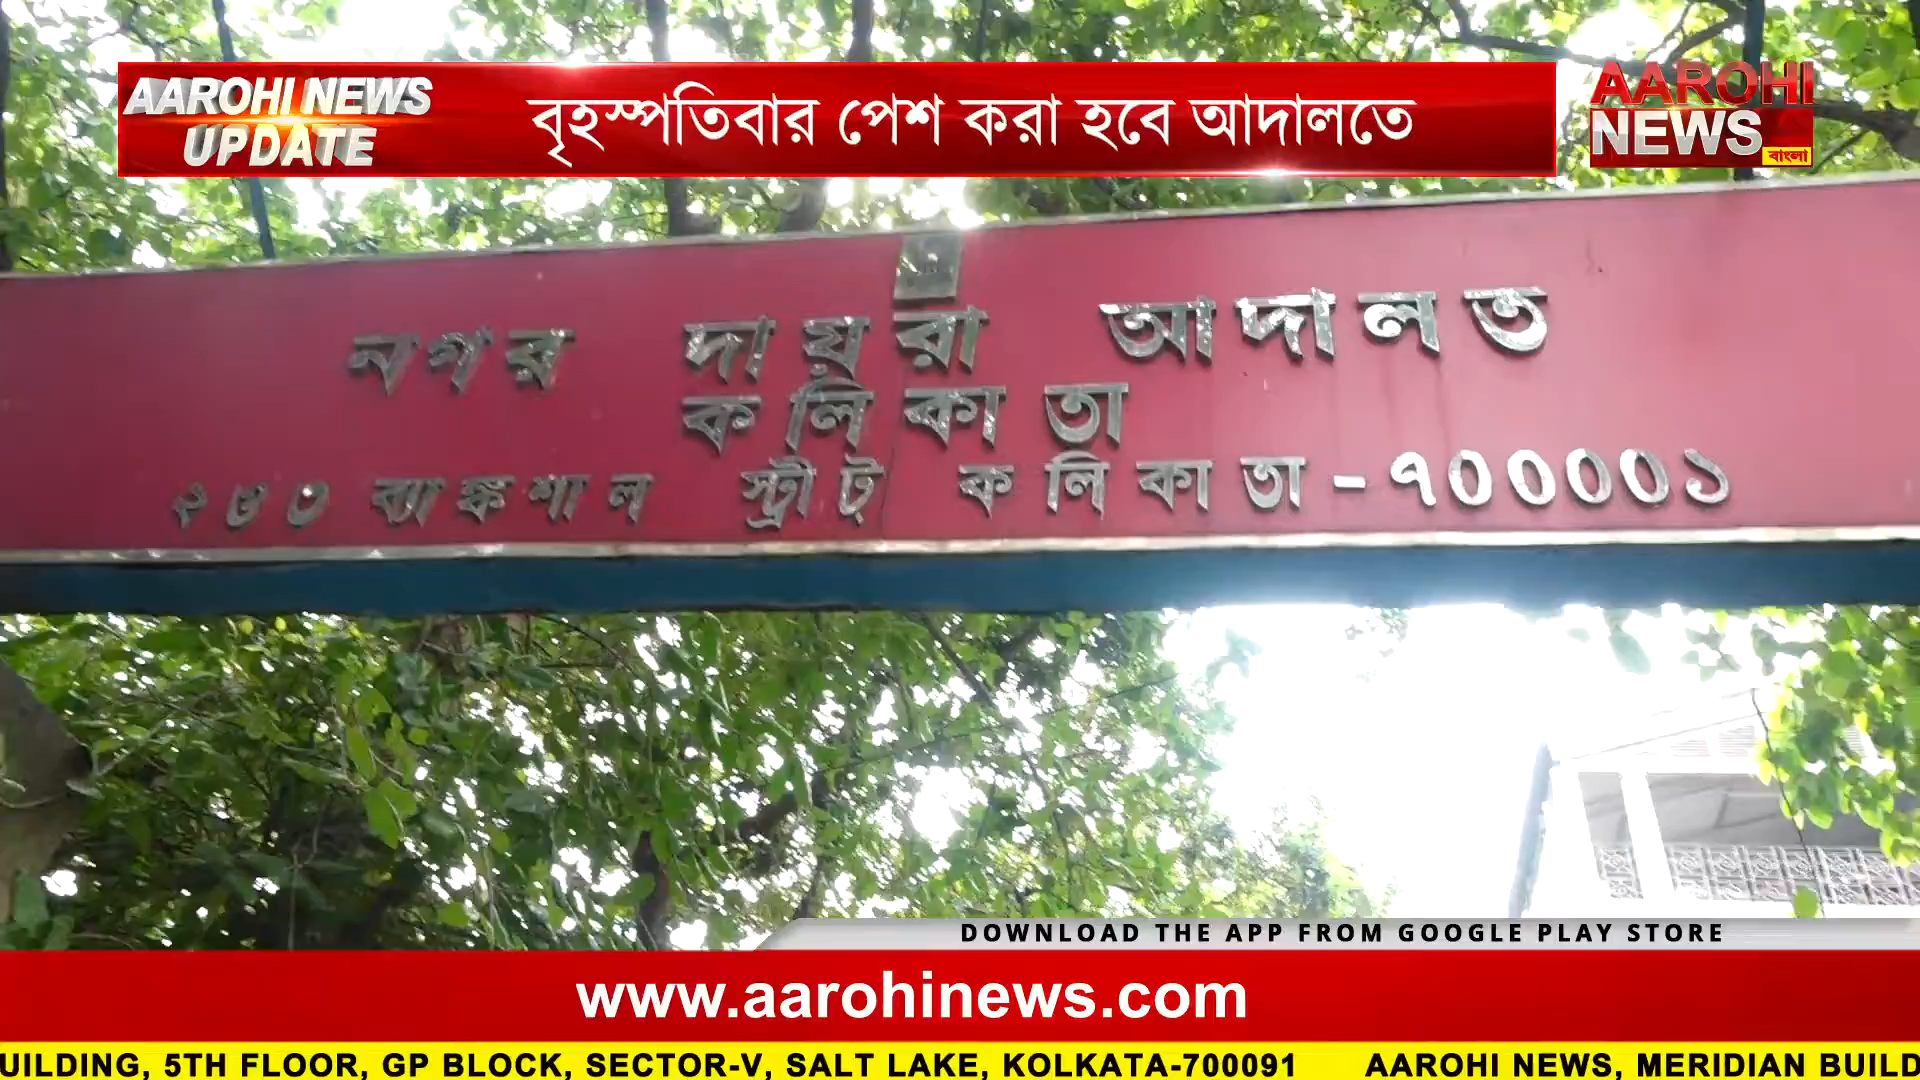 AAROHI NEWS
UPDATE
বৃহস্পতিবার পেশ করা হবে আদালতে
AAROHI
NEWS
বাংলা
নগর দায়রা আদালত
কলিকাতা
ব্যাঙ্কশাল স্ট্রীট্ কলিকাতা-৭০০০০১
DOWNLOAD THE APP FROM GOOGLE PLAY STORE
www.aarohinews.com
UILDING, 5TH FLOOR, GP BLOCK, SECTOR-V, SALT LAKE, KOLKATA-700091 AAROHI NEWS, MERIDIAN BUILD